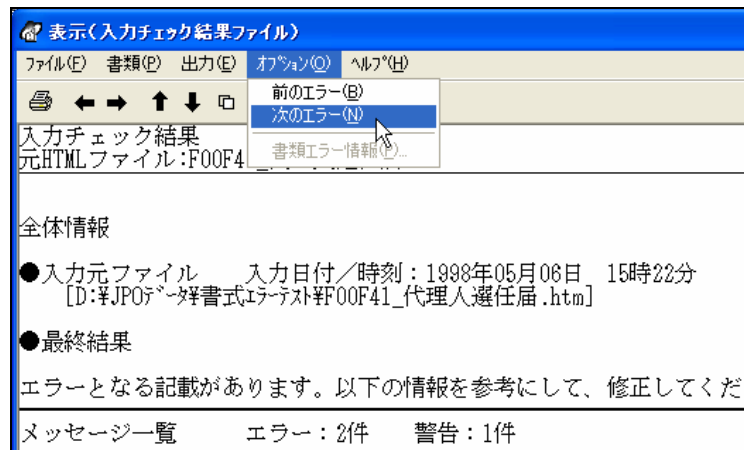 表示(入力チェック結果ファイル)
ファイル(F) 書類(P) 出力(E) オプション(O) ヘルプ(H)
前のエラー(B)
次のエラー(N)
書類エラー情報(P)...
入力チェック結果
元HTMLファイル:F00F4
全体情報
●入力元ファイル 入力日付/時刻:1998年05月06日 15時22分
[D:¥JPOデータ¥書式エラーテスト¥F00F41_代理人選任届.htm]
●最終結果
エラーとなる記載があります。以下の情報を参考にして、修正してくだ
メッセージ一覧 エラー:2件 警告:1件